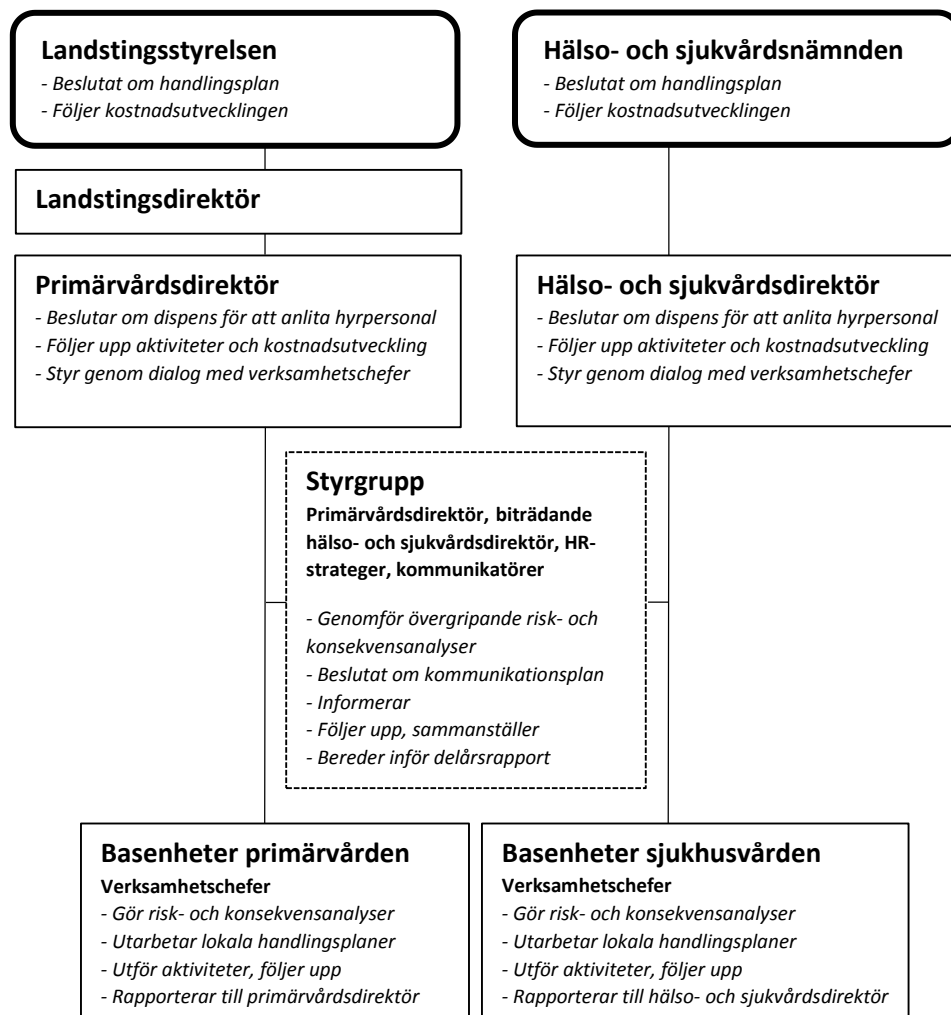 Landstingsstyrelsen
- Beslutat om handlingsplan
- Följer kostnadsutvecklingen
Hälso- och sjukvårdsnämnden
- Beslutat om handlingsplan
- Följer kostnadsutvecklingen
Landstingsdirektör
Primärvårdsdirektör
- Beslutar om dispens för att anlita hyrpersonal
- Följer upp aktiviteter och kostnadsutveckling
- Styr genom dialog med verksamhetschefer
Hälso- och sjukvårdsdirektör
- Beslutar om dispens för att anlita hyrpersonal
- Följer upp aktiviteter och kostnadsutveckling
- Styr genom dialog med verksamhetschefer
Styrgrupp
Primärvårdsdirektör, biträdande
hälso- och sjukvårdsdirektör, HR-
strateger, kommunikatörer
- Genomför övergripande risk- och
konsekvensanalyser
- Beslutat om kommunikationsplan
- Informerar
- Följer upp, sammanställer
- Bereder inför delårsrapport
Basenheter primärvården
Verksamhetschefer
- Gör risk- och konsekvensanalyser
- Utarbetar lokala handlingsplaner
- Utför aktiviteter, följer upp
- Rapporterar till primärvårdsdirektör
Basenheter sjukhusvården
Verksamhetschefer
- Gör risk- och konsekvensanalyser
- Utarbetar lokala handlingsplaner
- Utför aktiviteter, följer upp
- Rapporterar till hälso- och sjukvårdsdirektör